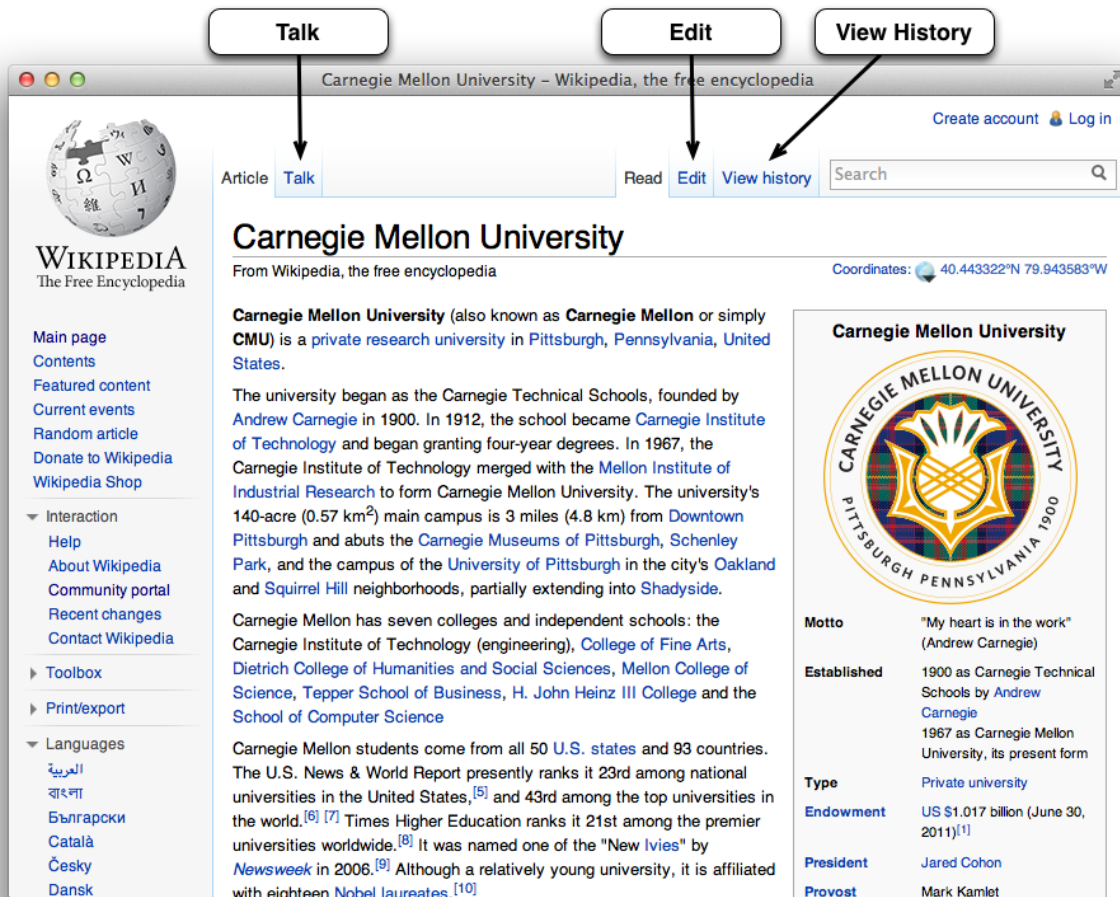 Talk
Edit
View History
Carnegie Mellon University – Wikipedia, the free encyclopedia
Create account Log in
Article Talk
Read Edit View history
Search
WIKIPEDIA
The Free Encyclopedia
Main page
Contents
Featured content
Current events
Random article
Donate to Wikipedia
Wikipedia Shop
Interaction
Help
About Wikipedia
Community portal
Recent changes
Contact Wikipedia
Toolbox
Print/export
Languages
العربية
বাংলা
Български
Català
Česky
Dansk
Carnegie Mellon University
From Wikipedia, the free encyclopedia
Coordinates: 40.443322°N 79.943583°W
Carnegie Mellon University (also known as Carnegie Mellon or simply
CMU) is a private research university in Pittsburgh, Pennsylvania, United
States.
The university began as the Carnegie Technical Schools, founded by
Andrew Carnegie in 1900. In 1912, the school became Carnegie Institute
of Technology and began granting four-year degrees. In 1967, the
Carnegie Institute of Technology merged with the Mellon Institute of
Industrial Research to form Carnegie Mellon University. The university's
140-acre (0.57 km2) main campus is 3 miles (4.8 km) from Downtown
Pittsburgh and abuts the Carnegie Museums of Pittsburgh, Schenley
Park, and the campus of the University of Pittsburgh in the city's Oakland
and Squirrel Hill neighborhoods, partially extending into Shadyside.
Carnegie Mellon has seven colleges and independent schools: the
Carnegie Institute of Technology (engineering), College of Fine Arts,
Dietrich College of Humanities and Social Sciences, Mellon College of
Science, Tepper School of Business, H. John Heinz III College and the
School of Computer Science
Carnegie Mellon students come from all 50 U.S. states and 93 countries.
The U.S. News & World Report presently ranks it 23rd among national
universities in the United States,[5] and 43rd among the top universities in
the world.[6] [7] Times Higher Education ranks it 21st among the premier
universities worldwide.[8] It was named one of the "New Ivies" by
Newsweek in 2006.[9] Although a relatively young university, it is affiliated
with eighteen Nobel laureates.[10]
Carnegie Mellon University
CARNEGIE MELLON UNIVERSITY
PITTSBURGH PENNSYLVANIA 1900
Motto "My heart is in the work"
(Andrew Carnegie)
Established 1900 as Carnegie Technical
Schools by Andrew
Carnegie
1967 as Carnegie Mellon
University, its present form
Type Private university
Endowment US $1.017 billion (June 30,
2011)[1]
President Jared Cohon
Provost Mark Kamlet